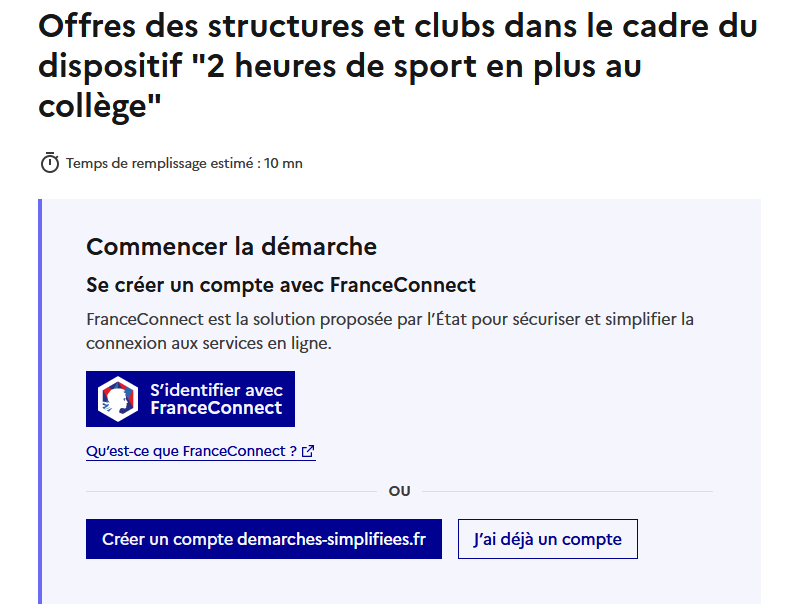 Offres des structures et clubs dans le cadre du
dispositif "2 heures de sport en plus au
collège"
Temps de remplissage estimé : 10 mn
Commencer la démarche
Se créer un compte avec FranceConnect
FranceConnect est la solution proposée par l’État pour sécuriser et simplifier la
connexion aux services en ligne.
S’identifier avec
FranceConnect
Qu’est-ce que FranceConnect ?
OU
Créer un compte demarches-simplifiees.fr
J’ai déjà un compte